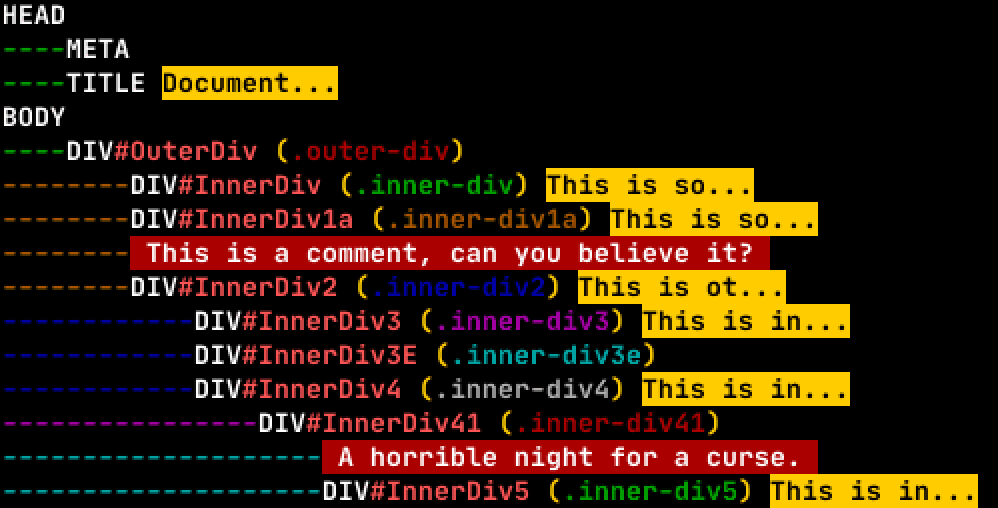 HEAD
----META
----TITLE Document...
BODY
----DIV#OuterDiv (.outer-div)
--------DIV#InnerDiv (.inner-div) This is so...
--------DIV#InnerDiv1a (.inner-div1a) This is so...
-------- This is a comment, can you believe it?
--------DIV#InnerDiv2 (.inner-div2) This is ot...
------------DIV#InnerDiv3 (.inner-div3) This is in...
------------DIV#InnerDiv3E (.inner-div3e)
------------DIV#InnerDiv4 (.inner-div4) This is in...
----------------DIV#InnerDiv41 (.inner-div41)
-------------------- A horrible night for a curse.
--------------------DIV#InnerDiv5 (.inner-div5) This is in...